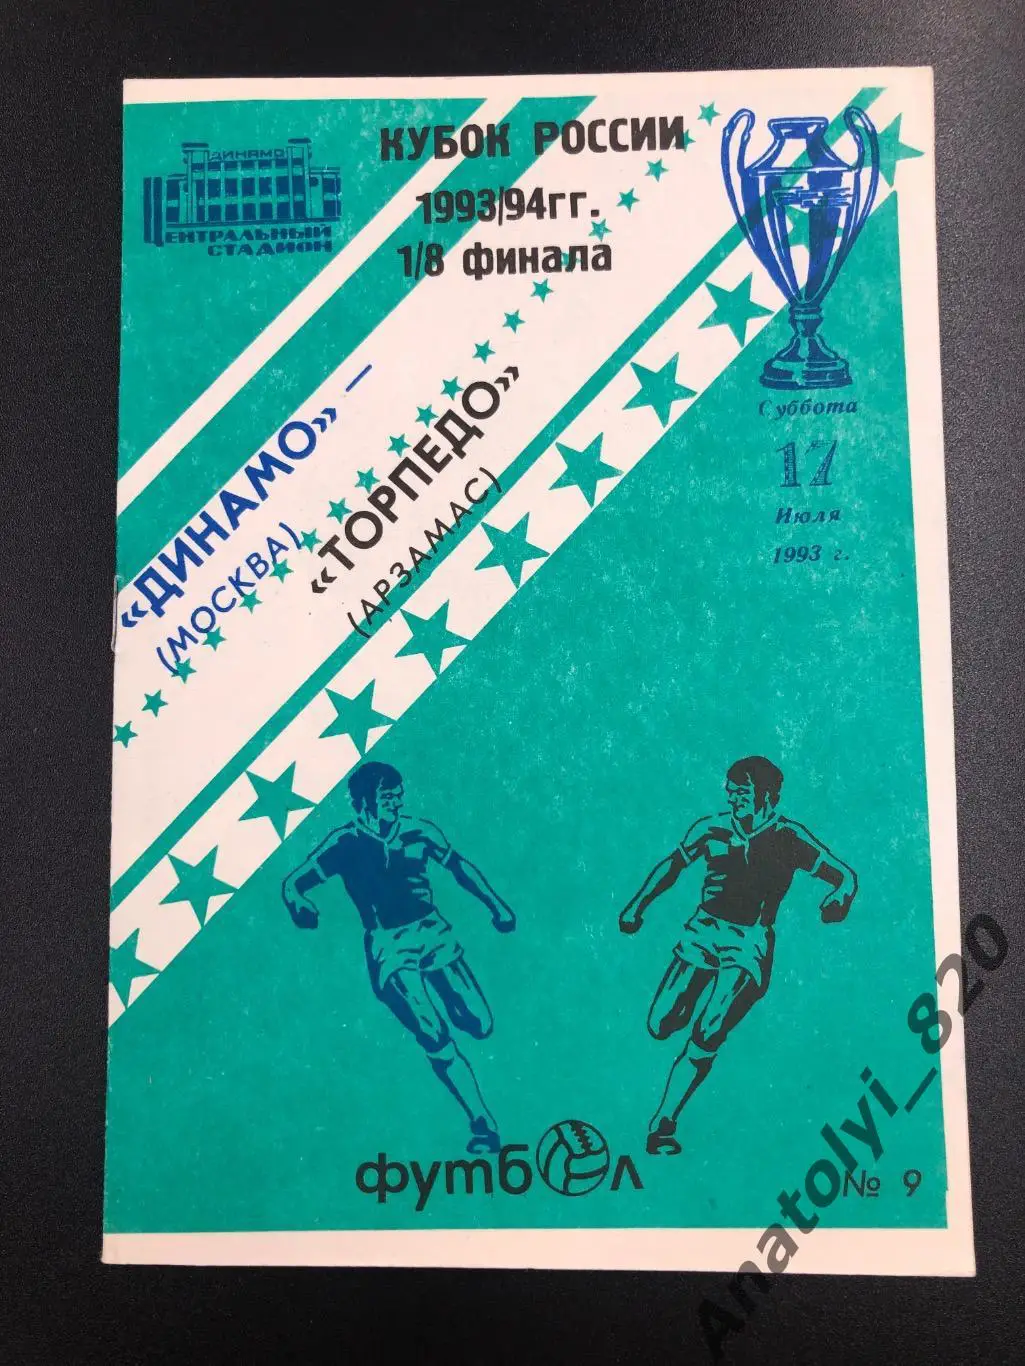 ДИНАМО
ЦЕНТРАЛЬНЫЙ
СТАДИОН
КУБОК РОССИИ
1993/94гг.
1/8 финала
«ДИНАМО» –
(МОСКВА)
«ТОРПЕДО»
(АРЗАМАС)
Суббота
17
Июля
1993 г.
футбол
№ 9
Anatolyi_820